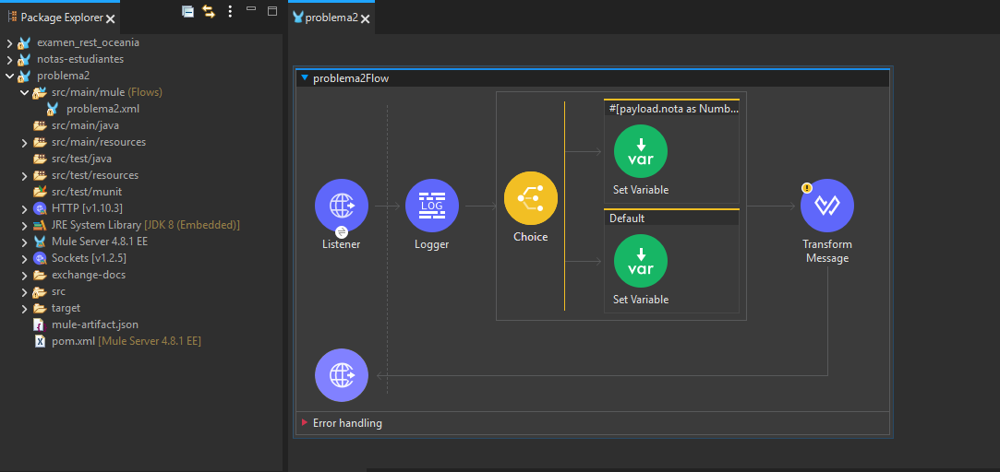 Package Explorer
examen_rest_oceania
notas-estudiantes
problema2
src/main/mule (Flows)
problema2.xml
src/main/java
src/main/resources
src/test/java
src/test/resources
src/test/munit
HTTP [v1.10.3]
JRE System Library [JDK 8 (Embedded)]
Mule Server 4.8.1 EE
Sockets [v1.2.5]
exchange-docs
src
target
mule-artifact.json
pom.xml [Mule Server 4.8.1 EE]
problema2
problema2Flow
Listener
LOG
Logger
Choice
#[payload.nota as Numb...
var
Set Variable
Default
var
Set Variable
Transform
Message
Error handling